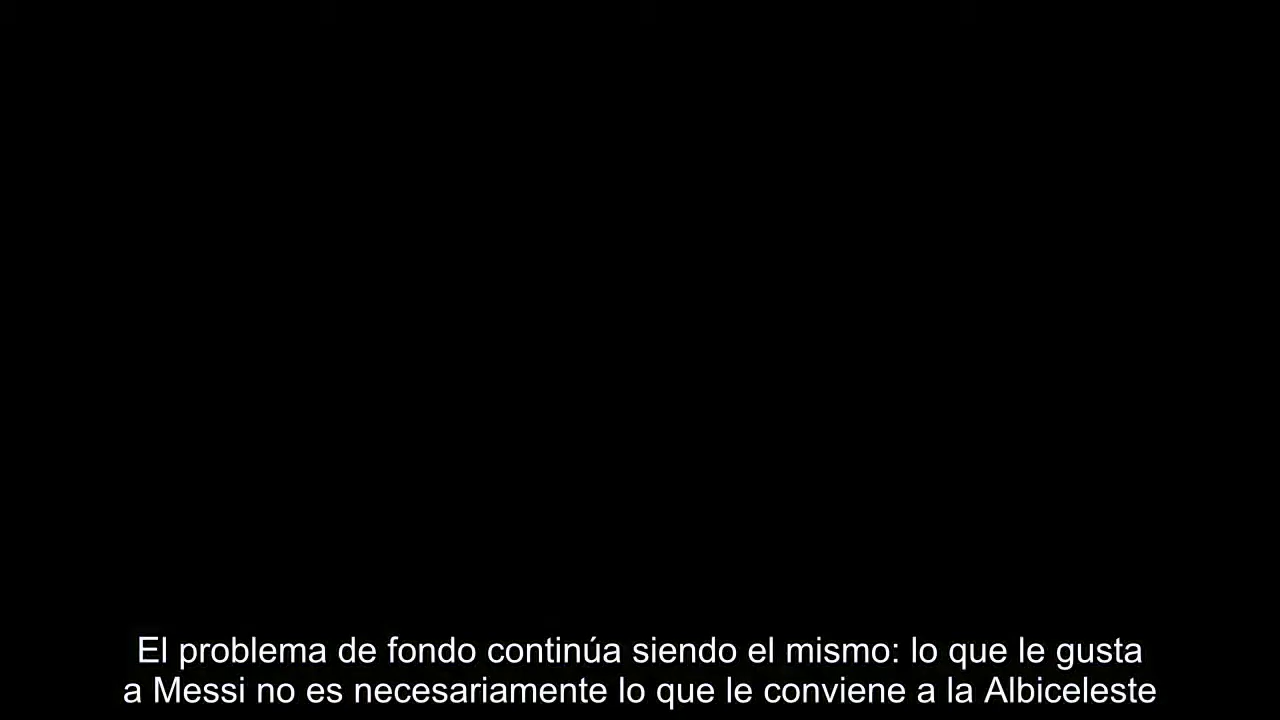 El problema de fondo continúa siendo el mismo: lo que le gusta
a Messi no es necesariamente lo que le conviene a la Albiceleste